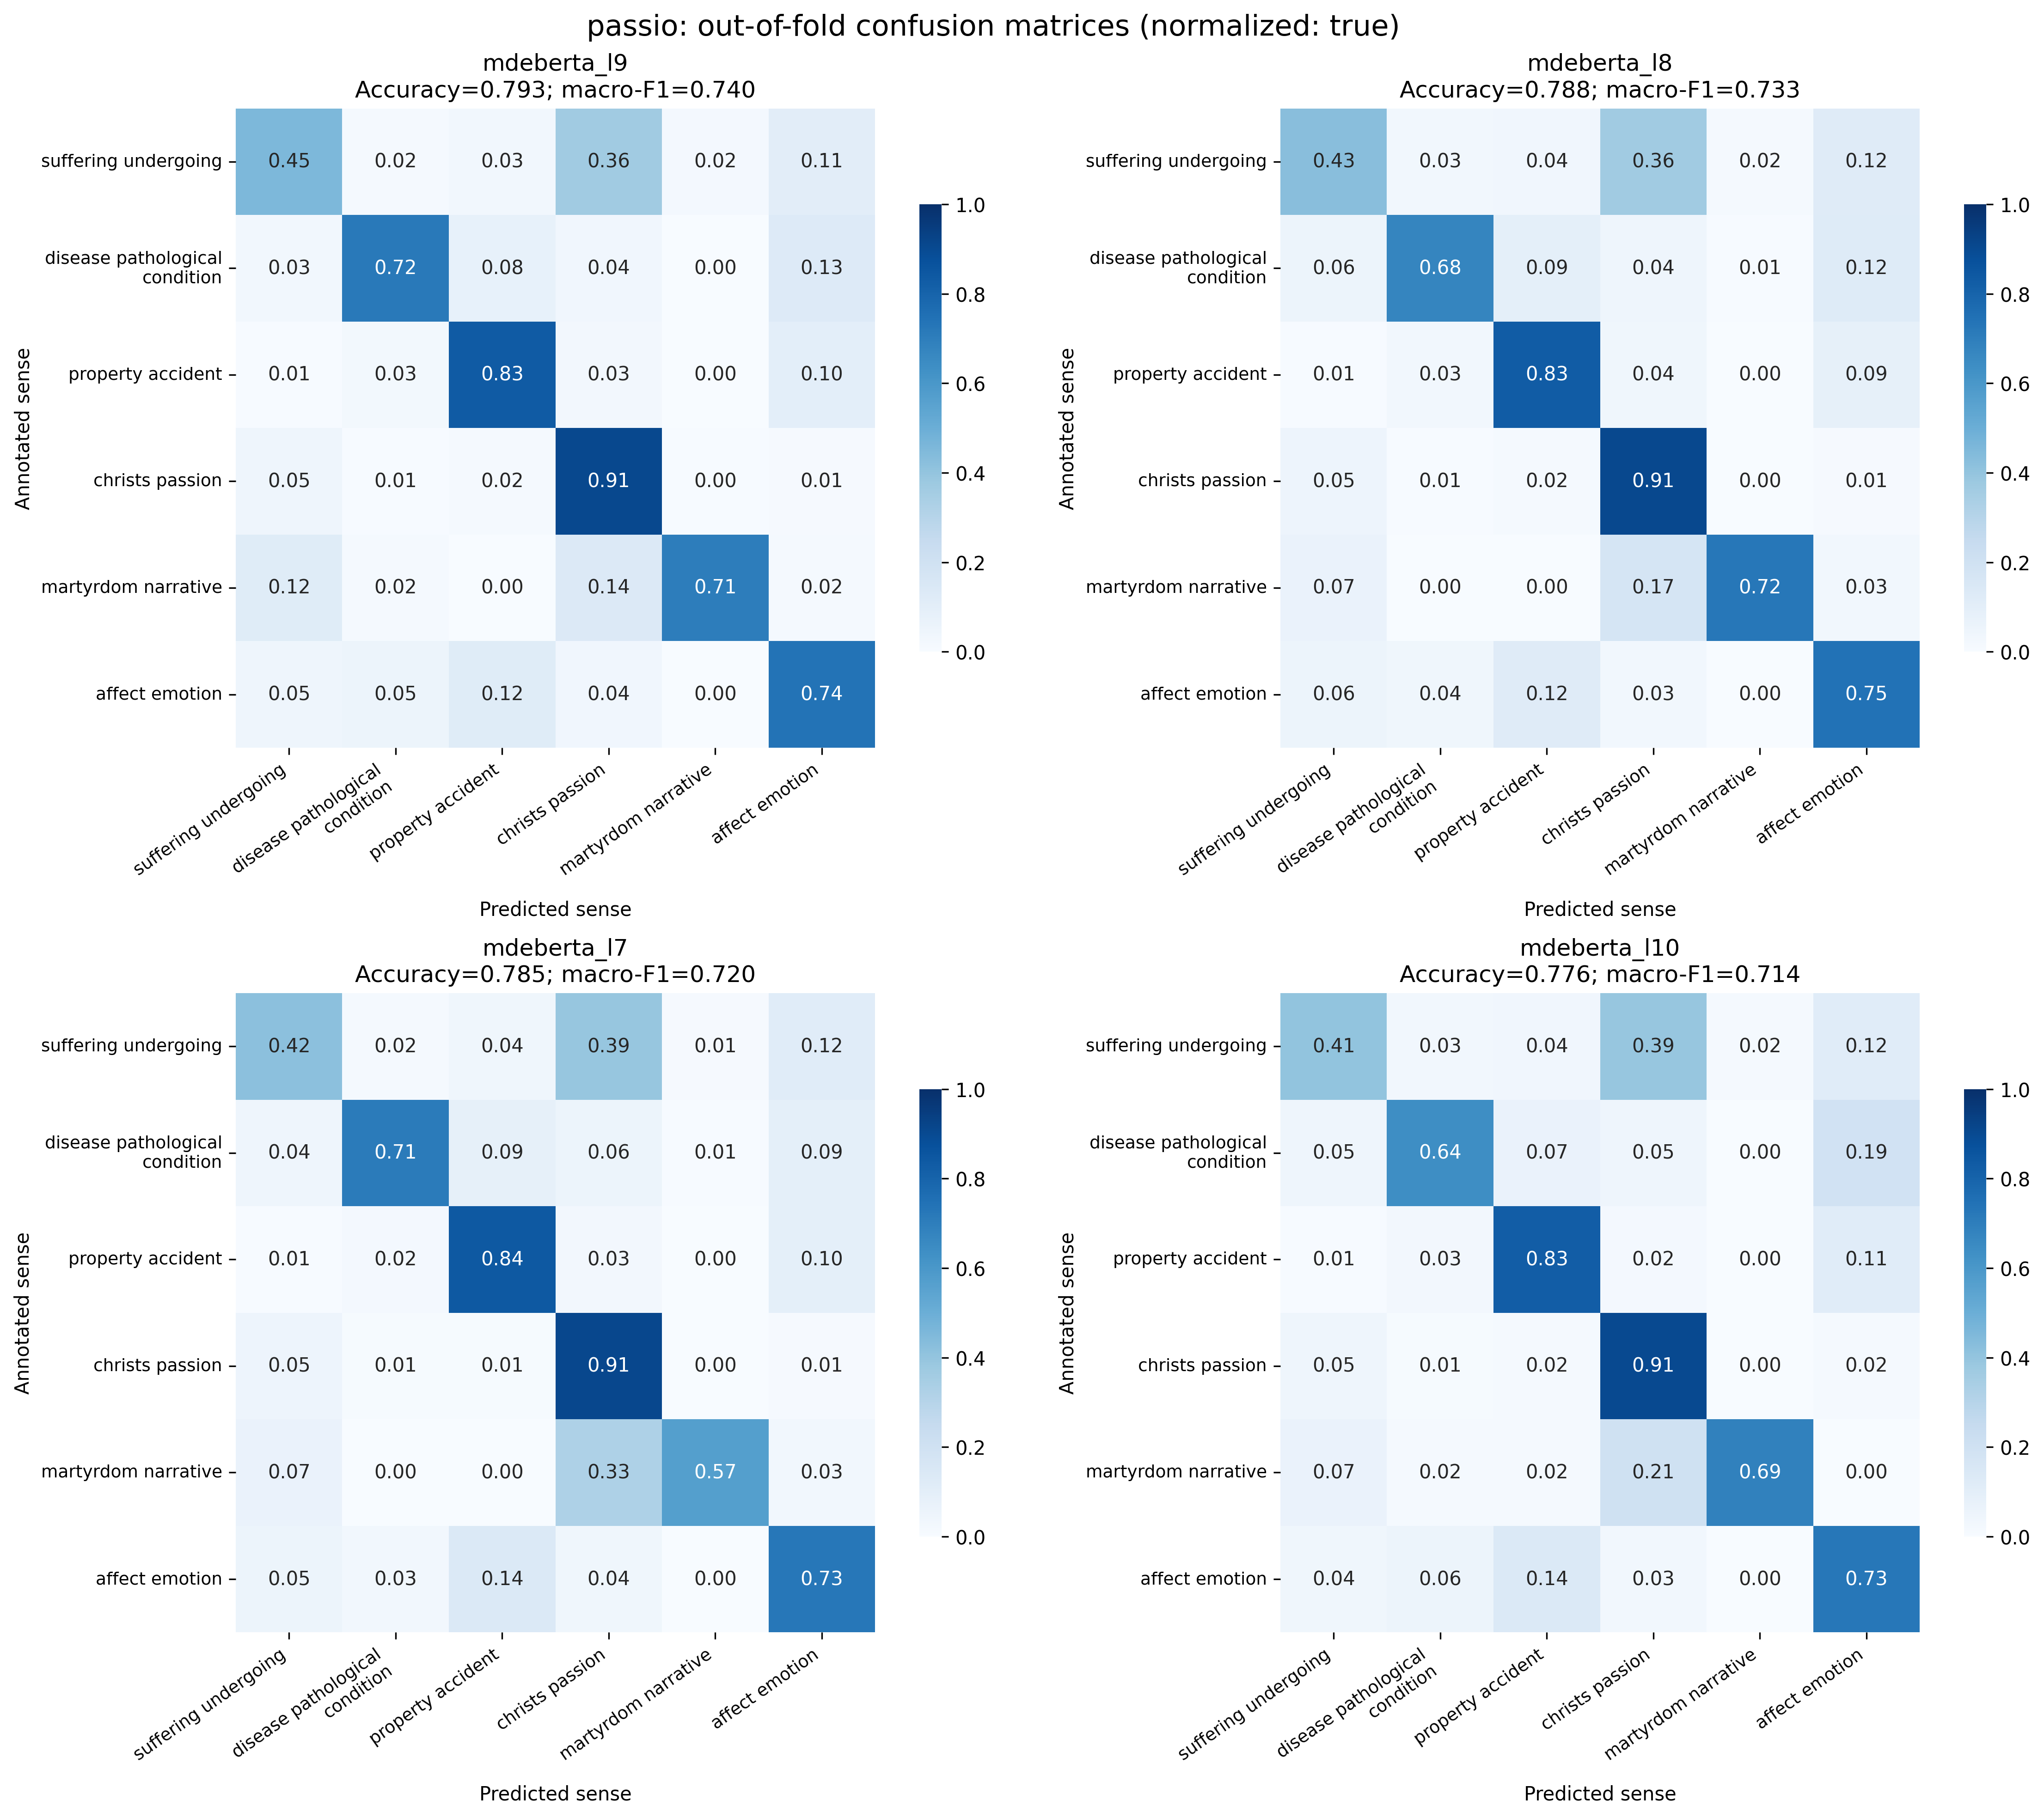 passio: out-of-fold confusion matrices (normalized: true)
mdeberta_l9
Accuracy=0.793; macro-F1=0.740
Annotated sense
suffering undergoing 0.45 0.02 0.03 0.36 0.02 0.11
disease pathological
condition 0.03 0.72 0.08 0.04 0.00 0.13
property accident 0.01 0.03 0.83 0.03 0.00 0.10
christs passion 0.05 0.01 0.02 0.91 0.00 0.01
martyrdom narrative 0.12 0.02 0.00 0.14 0.71 0.02
affect emotion 0.05 0.05 0.12 0.04 0.00 0.74
suffering undergoing
disease pathological
condition
property accident
christs passion
martyrdom narrative
affect emotion
Predicted sense
1.0
0.8
0.6
0.4
0.2
0.0
mdeberta_l8
Accuracy=0.788; macro-F1=0.733
Annotated sense
suffering undergoing 0.43 0.03 0.04 0.36 0.02 0.12
disease pathological
condition 0.06 0.68 0.09 0.04 0.01 0.12
property accident 0.01 0.03 0.83 0.04 0.00 0.09
christs passion 0.05 0.01 0.02 0.91 0.00 0.01
martyrdom narrative 0.07 0.00 0.00 0.17 0.72 0.03
affect emotion 0.06 0.04 0.12 0.03 0.00 0.75
suffering undergoing
disease pathological
condition
property accident
christs passion
martyrdom narrative
affect emotion
Predicted sense
1.0
0.8
0.6
0.4
0.2
0.0
mdeberta_l7
Accuracy=0.785; macro-F1=0.720
Annotated sense
suffering undergoing 0.42 0.02 0.04 0.39 0.01 0.12
disease pathological
condition 0.04 0.71 0.09 0.06 0.01 0.09
property accident 0.01 0.02 0.84 0.03 0.00 0.10
christs passion 0.05 0.01 0.01 0.91 0.00 0.01
martyrdom narrative 0.07 0.00 0.00 0.33 0.57 0.03
affect emotion 0.05 0.03 0.14 0.04 0.00 0.73
suffering undergoing
disease pathological
condition
property accident
christs passion
martyrdom narrative
affect emotion
Predicted sense
1.0
0.8
0.6
0.4
0.2
0.0
mdeberta_l10
Accuracy=0.776; macro-F1=0.714
Annotated sense
suffering undergoing 0.41 0.03 0.04 0.39 0.02 0.12
disease pathological
condition 0.05 0.64 0.07 0.05 0.00 0.19
property accident 0.01 0.03 0.83 0.02 0.00 0.11
christs passion 0.05 0.01 0.02 0.91 0.00 0.02
martyrdom narrative 0.07 0.02 0.02 0.21 0.69 0.00
affect emotion 0.04 0.06 0.14 0.03 0.00 0.73
suffering undergoing
disease pathological
condition
property accident
christs passion
martyrdom narrative
affect emotion
Predicted sense
1.0
0.8
0.6
0.4
0.2
0.0